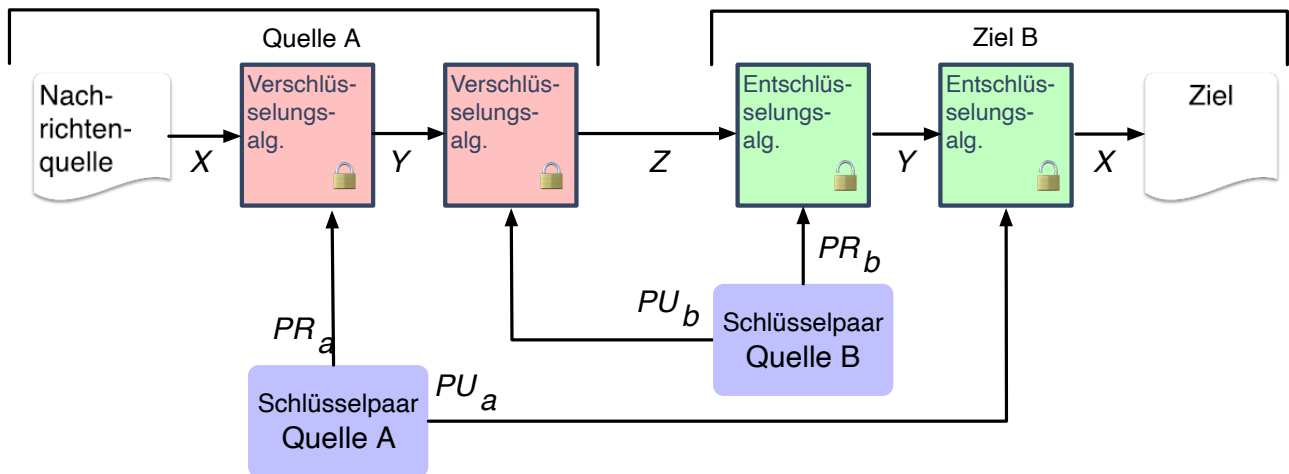 Quelle A
Ziel B
Nach-
richten-
quelle
X
Verschlüs-
selungs-
alg.
Y
Verschlüs-
selungs-
alg.
Z
Entschlüs-
selungs-
alg.
Y
Entschlüs-
selungs-
alg.
X
Ziel
PR a
PU b
PR b
Schlüsselpaar
Quelle B
Schlüsselpaar
Quelle A
PU a